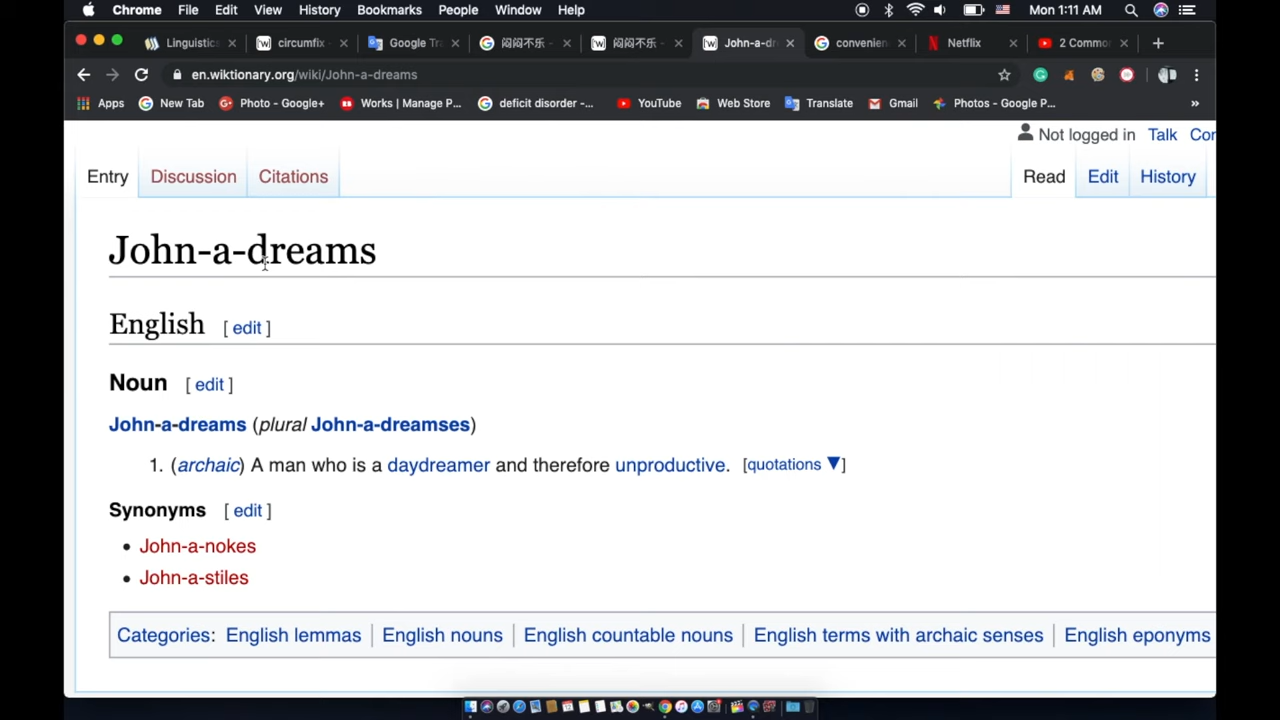 Chrome File Edit View History Bookmarks People Window Help Mon 1:11 AM
Linguistic circumfix - Google Tra 闷闷不乐 - 闷闷不乐 - John-a-dr convenien Netflix 2 Commor
en.wiktionary.org/wiki/John-a-dreams
Apps New Tab Photo - Google+ Works | Manage P... deficit disorder -... YouTube Web Store Translate Gmail Photos - Google P... »
Not logged in Talk Cor
Entry Discussion Citations Read Edit History
John-a-dreams
English [ edit ]
Noun [ edit ]
John-a-dreams (plural John-a-dreamses)
1. (archaic) A man who is a daydreamer and therefore unproductive. [quotations ▼]
Synonyms [ edit ]
• John-a-nokes
• John-a-stiles
Categories: English lemmas | English nouns | English countable nouns | English terms with archaic senses | English eponyms